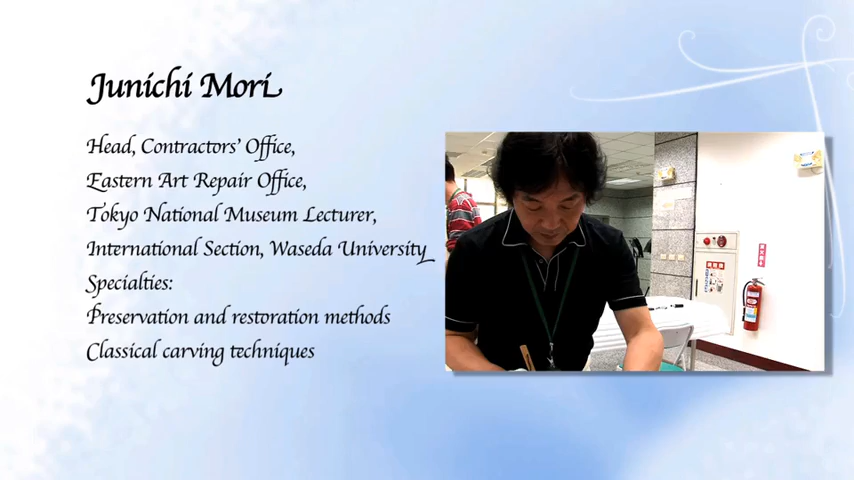 Junichi Mori
Head, Contractors' Office,
Eastern Art Repair Office,
Tokyo National Museum Lecturer,
International Section, Waseda University
Specialties:
Preservation and restoration methods
Classical carving techniques